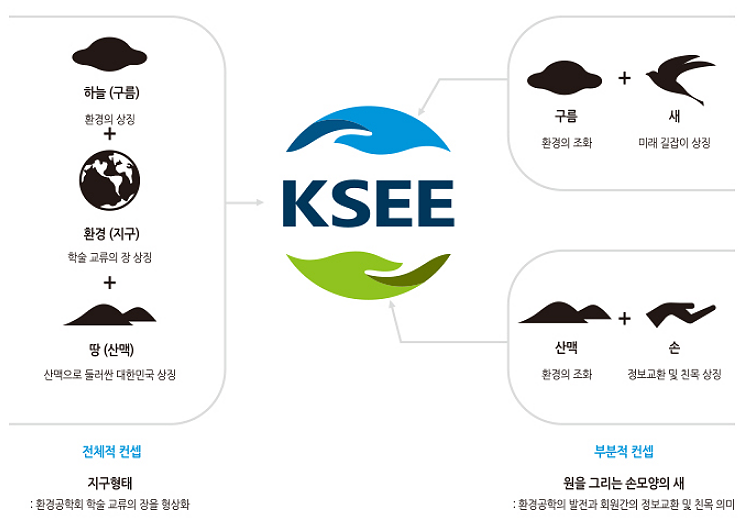 하늘 (구름)
환경의 상징
+
환경 (지구)
학술 교류의 장 상징
+
땅 (산맥)
산맥으로 둘러싼 대한민국 상징
전체적 컨셉
지구형태
: 환경공학회 학술 교류의 장을 형상화
KSEE
+
구름
새
환경의 조화
미래 길잡이 상징
+
산맥
손
환경의 조화
정보교환 및 친목 상징
부분적 컨셉
원을 그리는 손모양의 새
: 환경공학의 발전과 회원간의 정보교환 및 친목 의미